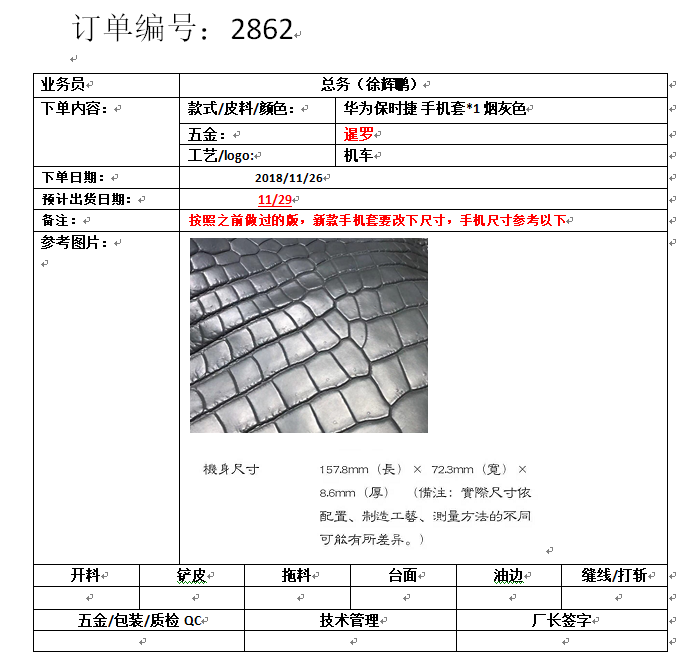 订单编号：2862
业务员 总务（徐辉鹏）
下单内容： 款式/皮料/颜色： 华为保时捷 手机套*1 烟灰色
五金： 暹罗
工艺/logo: 机车
下单日期： 2018/11/26
预计出货日期： 11/29
备注： 按照之前做过的版，新款手机套要改下尺寸，手机尺寸参考以下
参考图片：
機身尺寸 157.8mm（長）× 72.3mm（寬）×
8.6mm（厚） （備注：實際尺寸依
配置、制造工藝、測量方法的不同
可能有所差异。）
开料 铲皮 拖料 台面 油边 缝线/打斩
五金/包装/质检 QC 技术管理 厂长签字